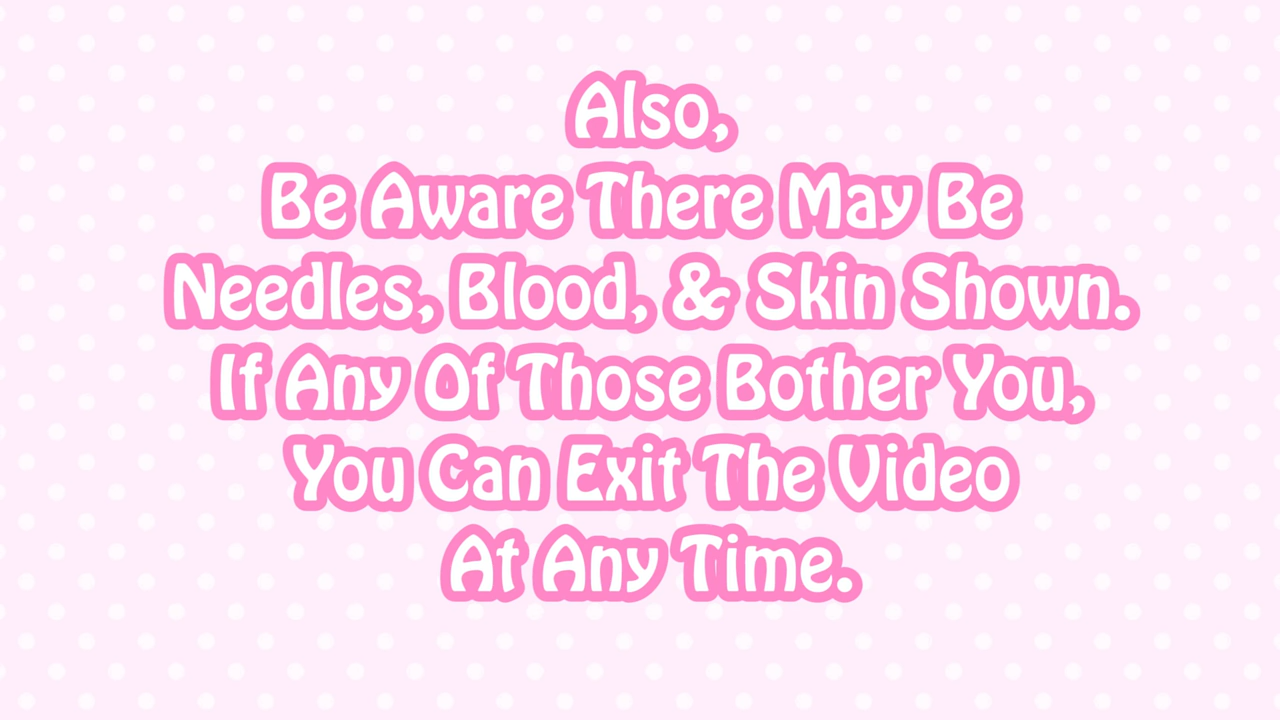 Also,
Be Aware There May Be
Needles, Blood, & Skin Shown.
If Any Of Those Bother You,
You Can Exit The Video
At Any Time.